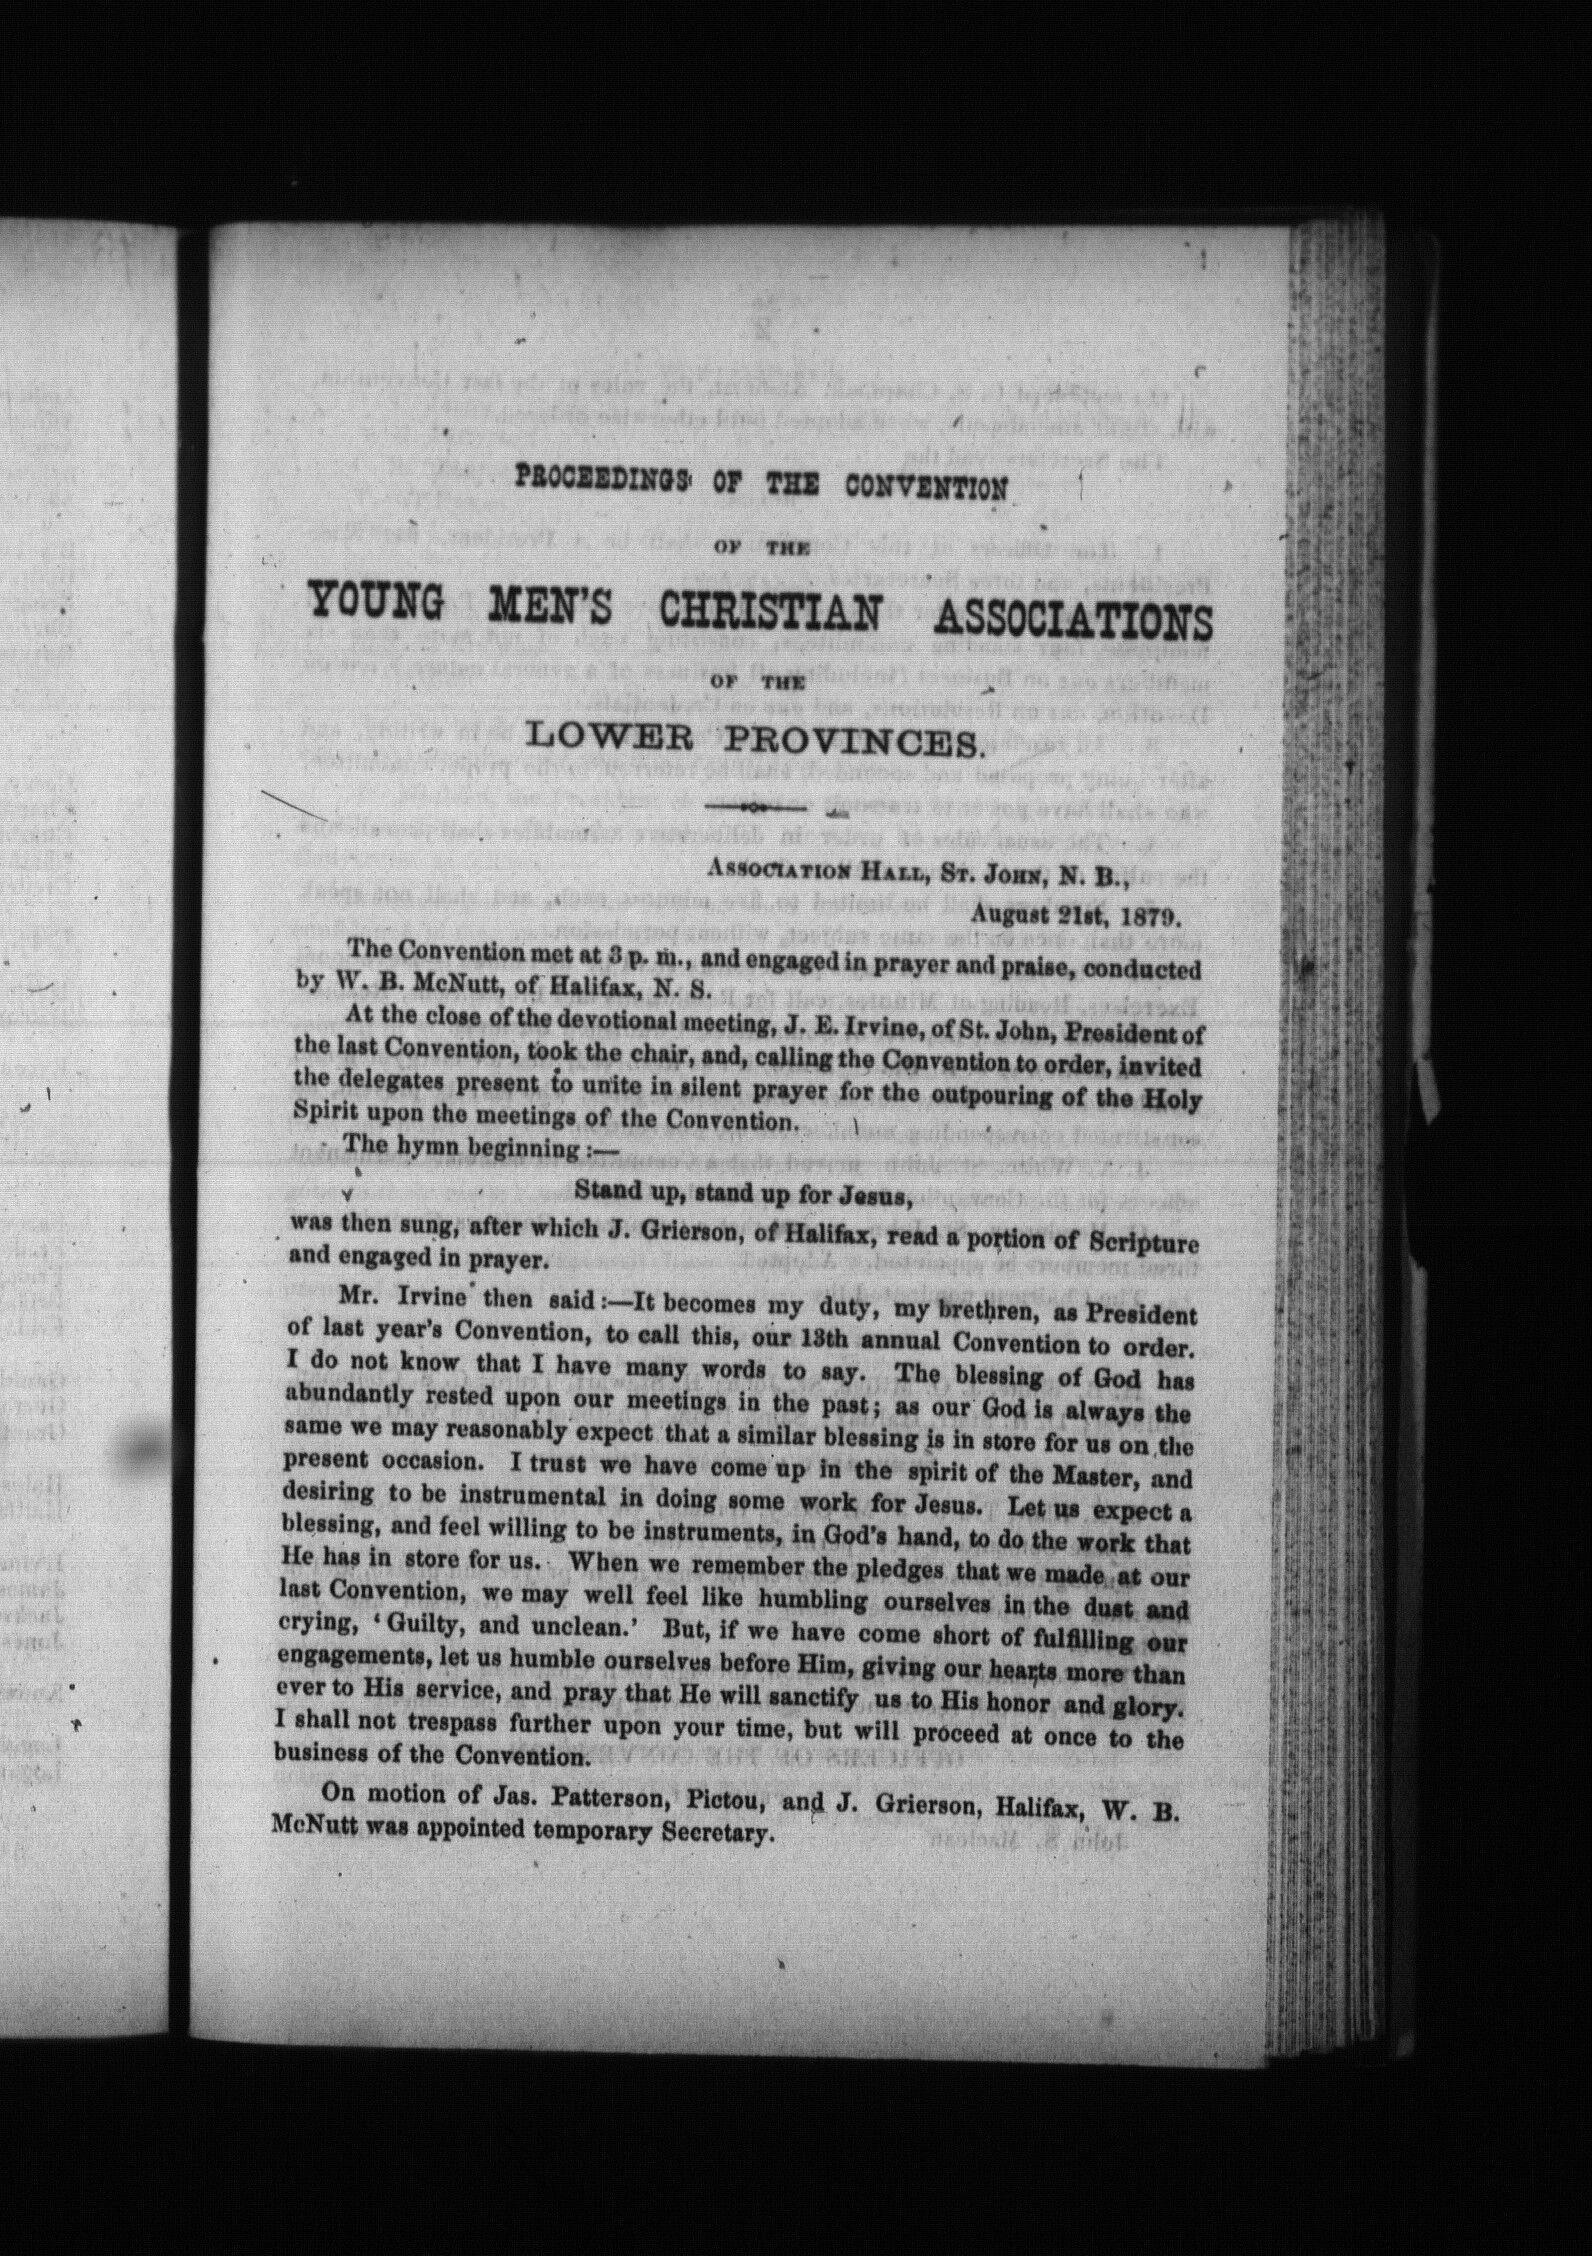 PROCEEDINGS OF THE CONVENTION
OF THE
YOUNG MEN'S CHRISTIAN ASSOCIATIONS
OF THE
LOWER PROVINCES.
ASSOCIATION HALL, ST. JOHN, N. B.,
August 21st, 1879.
The Convention met at 3 p. m., and engaged in prayer and praise, conducted
by W. B. McNutt, of Halifax, N. S.
At the close of the devotional meeting, J. E. Irvine, of St. John, President of
the last Convention, took the chair, and, calling the Convention to order, invited
the delegates present to unite in silent prayer for the outpouring of the Holy
Spirit upon the meetings of the Convention.
The hymn beginning :—
Stand up, stand up for Jesus,
was then sung, after which J. Grierson, of Halifax, read a portion of Scripture
and engaged in prayer.
Mr. Irvine then said :—It becomes my duty, my brethren, as President
of last year's Convention, to call this, our 13th annual Convention to order.
I do not know that I have many words to say. The blessing of God has
abundantly rested upon our meetings in the past; as our God is always the
same we may reasonably expect that a similar blessing is in store for us on the
present occasion. I trust we have come up in the spirit of the Master, and
desiring to be instrumental in doing some work for Jesus. Let us expect a
blessing, and feel willing to be instruments, in God's hand, to do the work that
He has in store for us. When we remember the pledges that we made at our
last Convention, we may well feel like humbling ourselves in the dust and
crying, ‘Guilty, and unclean.’ But, if we have come short of fulfilling our
engagements, let us humble ourselves before Him, giving our hearts more than
ever to His service, and pray that He will sanctify us to His honor and glory.
I shall not trespass further upon your time, but will proceed at once to the
business of the Convention.
On motion of Jas. Patterson, Pictou, and J. Grierson, Halifax, W. B.
McNutt was appointed temporary Secretary.